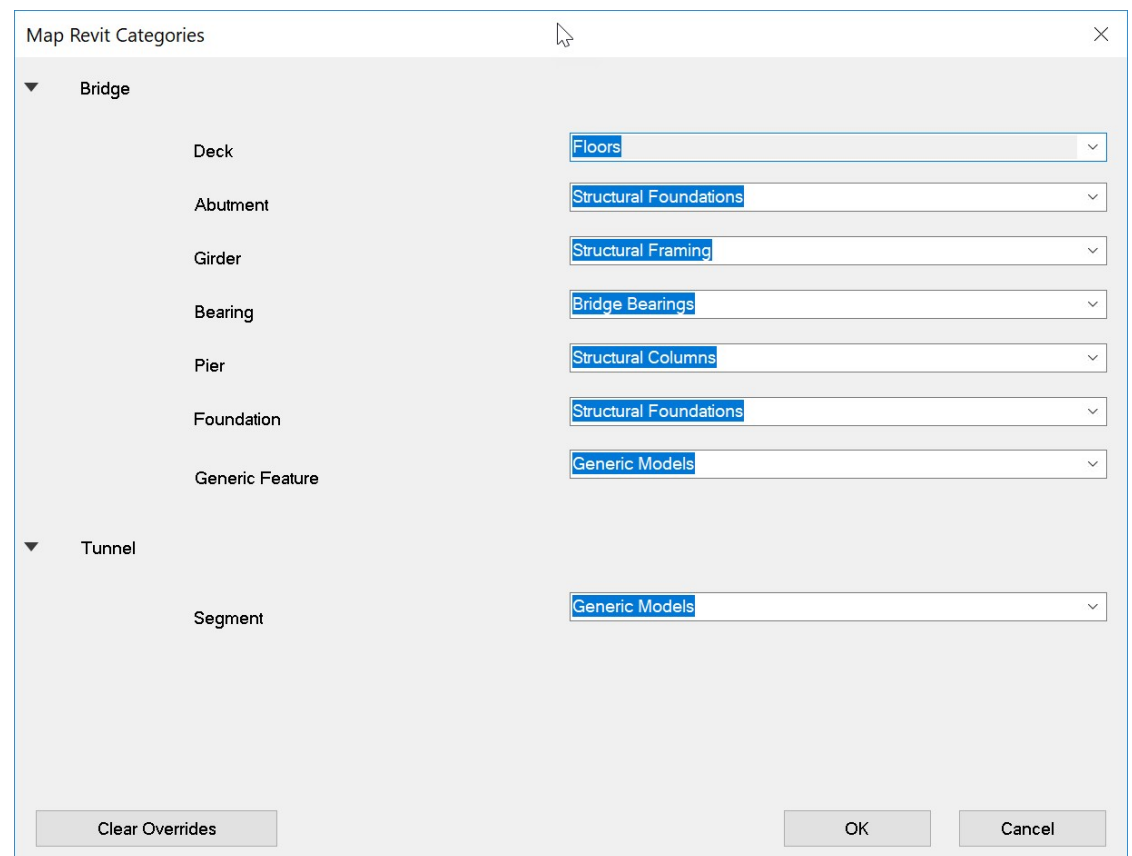 Map Revit Categories
Bridge
Deck Floors
Abutment Structural Foundations
Girder Structural Framing
Bearing Bridge Bearings
Pier Structural Columns
Foundation Structural Foundations
Generic Feature Generic Models
Tunnel
Segment Generic Models
Clear Overrides OK Cancel